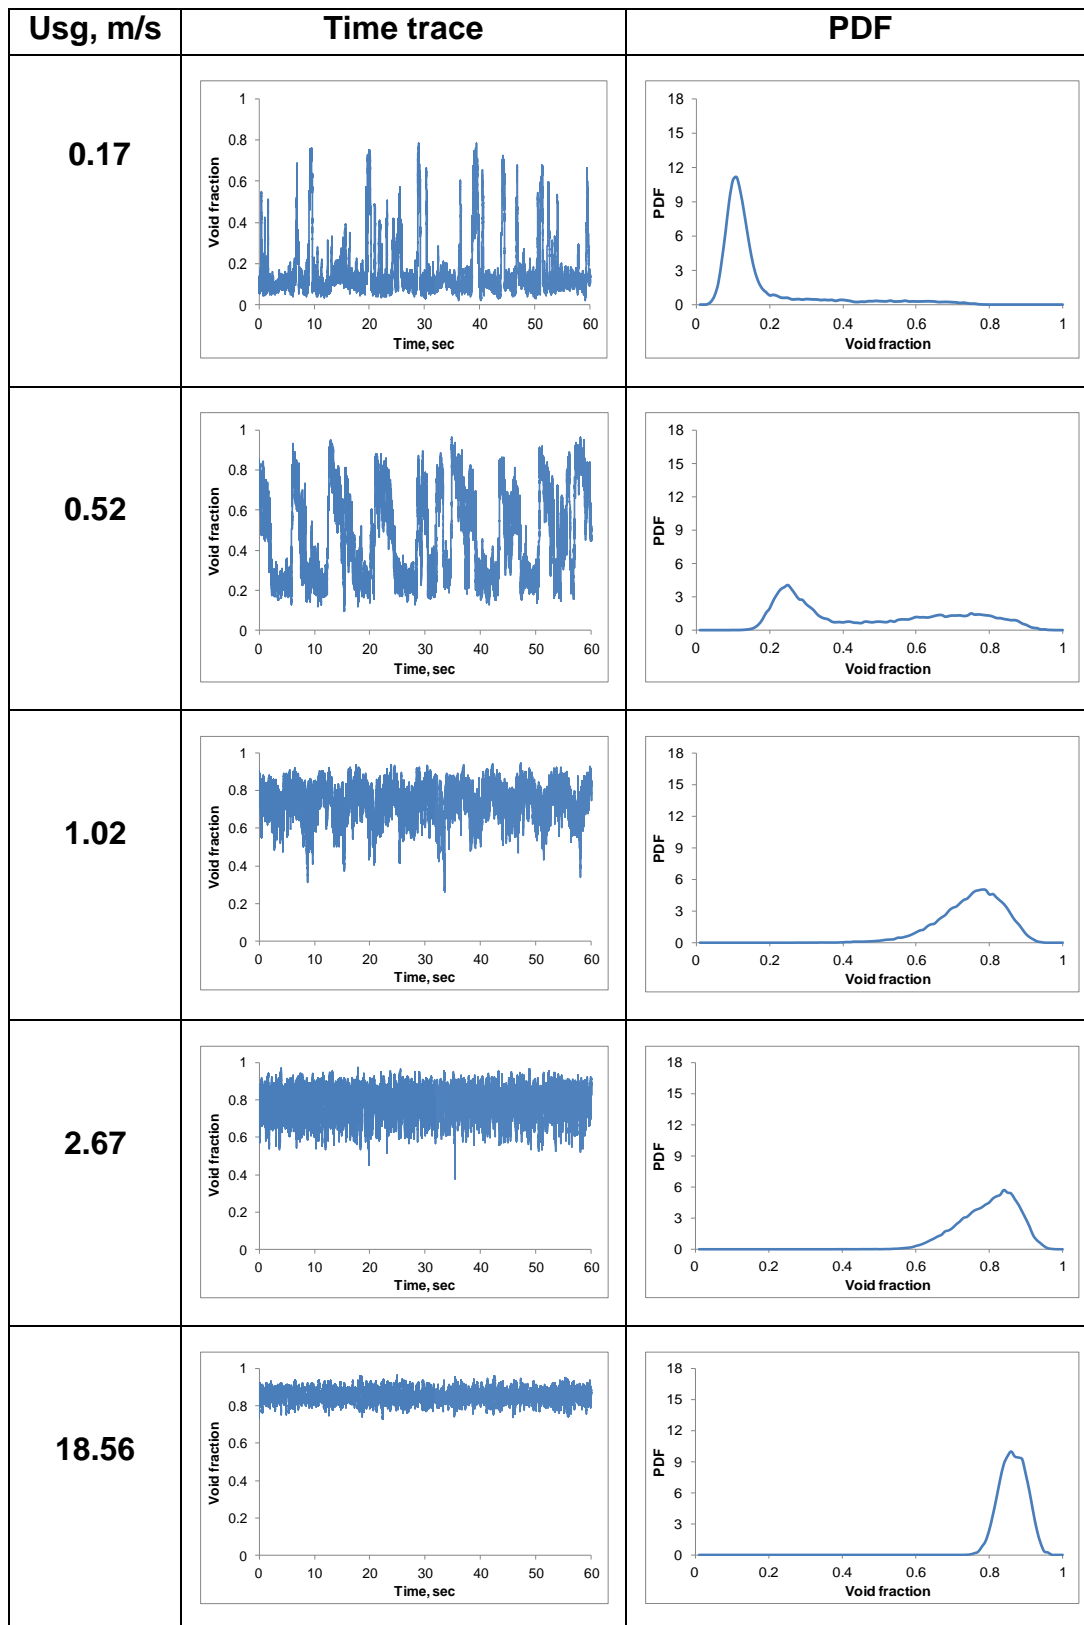 Usg, m/s Time trace PDF
0.17
1
0.8
0.6
0.4
0.2
0
Void fraction
0 10 20 30 40 50 60
Time, sec
18
15
12
9
6
3
0
PDF
0 0.2 0.4 0.6 0.8 1
Void fraction
0.52
1
0.8
0.6
0.4
0.2
0
Void fraction
0 10 20 30 40 50 60
Time, sec
18
15
12
9
6
3
0
PDF
0 0.2 0.4 0.6 0.8 1
Void fraction
1.02
1
0.8
0.6
0.4
0.2
0
Void fraction
0 10 20 30 40 50 60
Time, sec
18
15
12
9
6
3
0
PDF
0 0.2 0.4 0.6 0.8 1
Void fraction
2.67
1
0.8
0.6
0.4
0.2
0
Void fraction
0 10 20 30 40 50 60
Time, sec
18
15
12
9
6
3
0
PDF
0 0.2 0.4 0.6 0.8 1
Void fraction
18.56
1
0.8
0.6
0.4
0.2
0
Void fraction
0 10 20 30 40 50 60
Time, sec
18
15
12
9
6
3
0
PDF
0 0.2 0.4 0.6 0.8 1
Void fraction